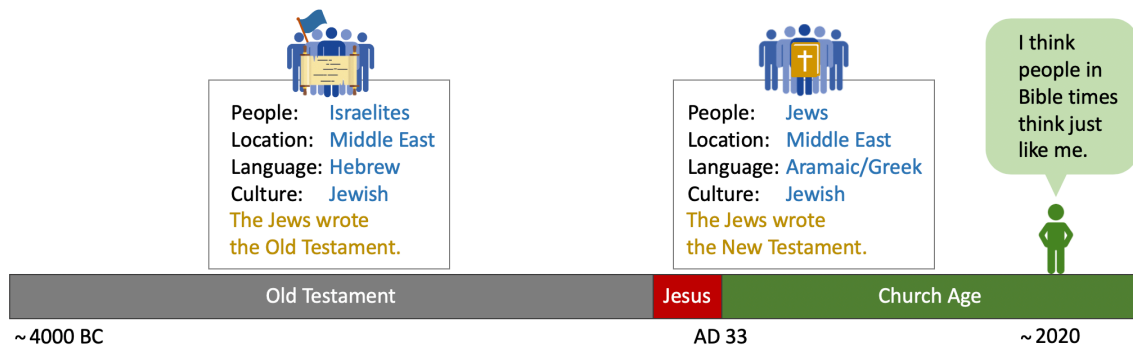 People: Israelites
Location: Middle East
Language: Hebrew
Culture: Jewish
The Jews wrote
the Old Testament.
People: Jews
Location: Middle East
Language: Aramaic/Greek
Culture: Jewish
The Jews wrote
the New Testament.
I think
people in
Bible times
think just
like me.
Old Testament
Jesus
Church Age
~ 4000 BC
AD 33
~ 2020